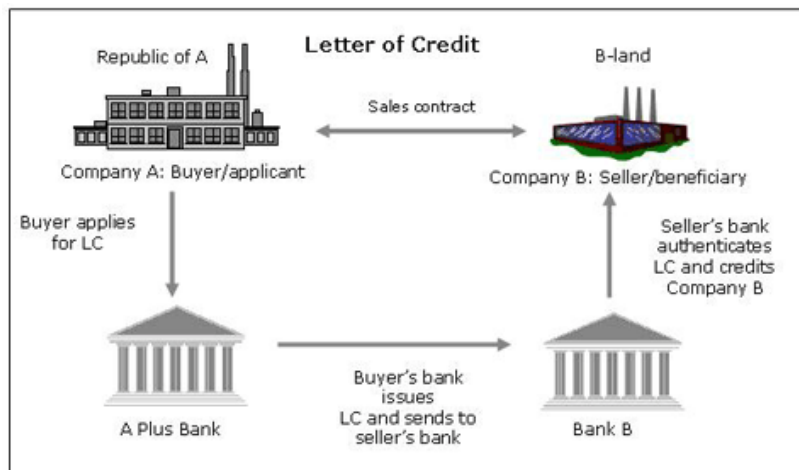 Letter of Credit
Republic of A
B-land
Sales contract
Company A: Buyer/applicant
Company B: Seller/beneficiary
Buyer applies
for LC
Seller's bank
authenticates
LC and credits
Company B
Buyer's bank
issues
LC and sends to
seller's bank
A Plus Bank
Bank B